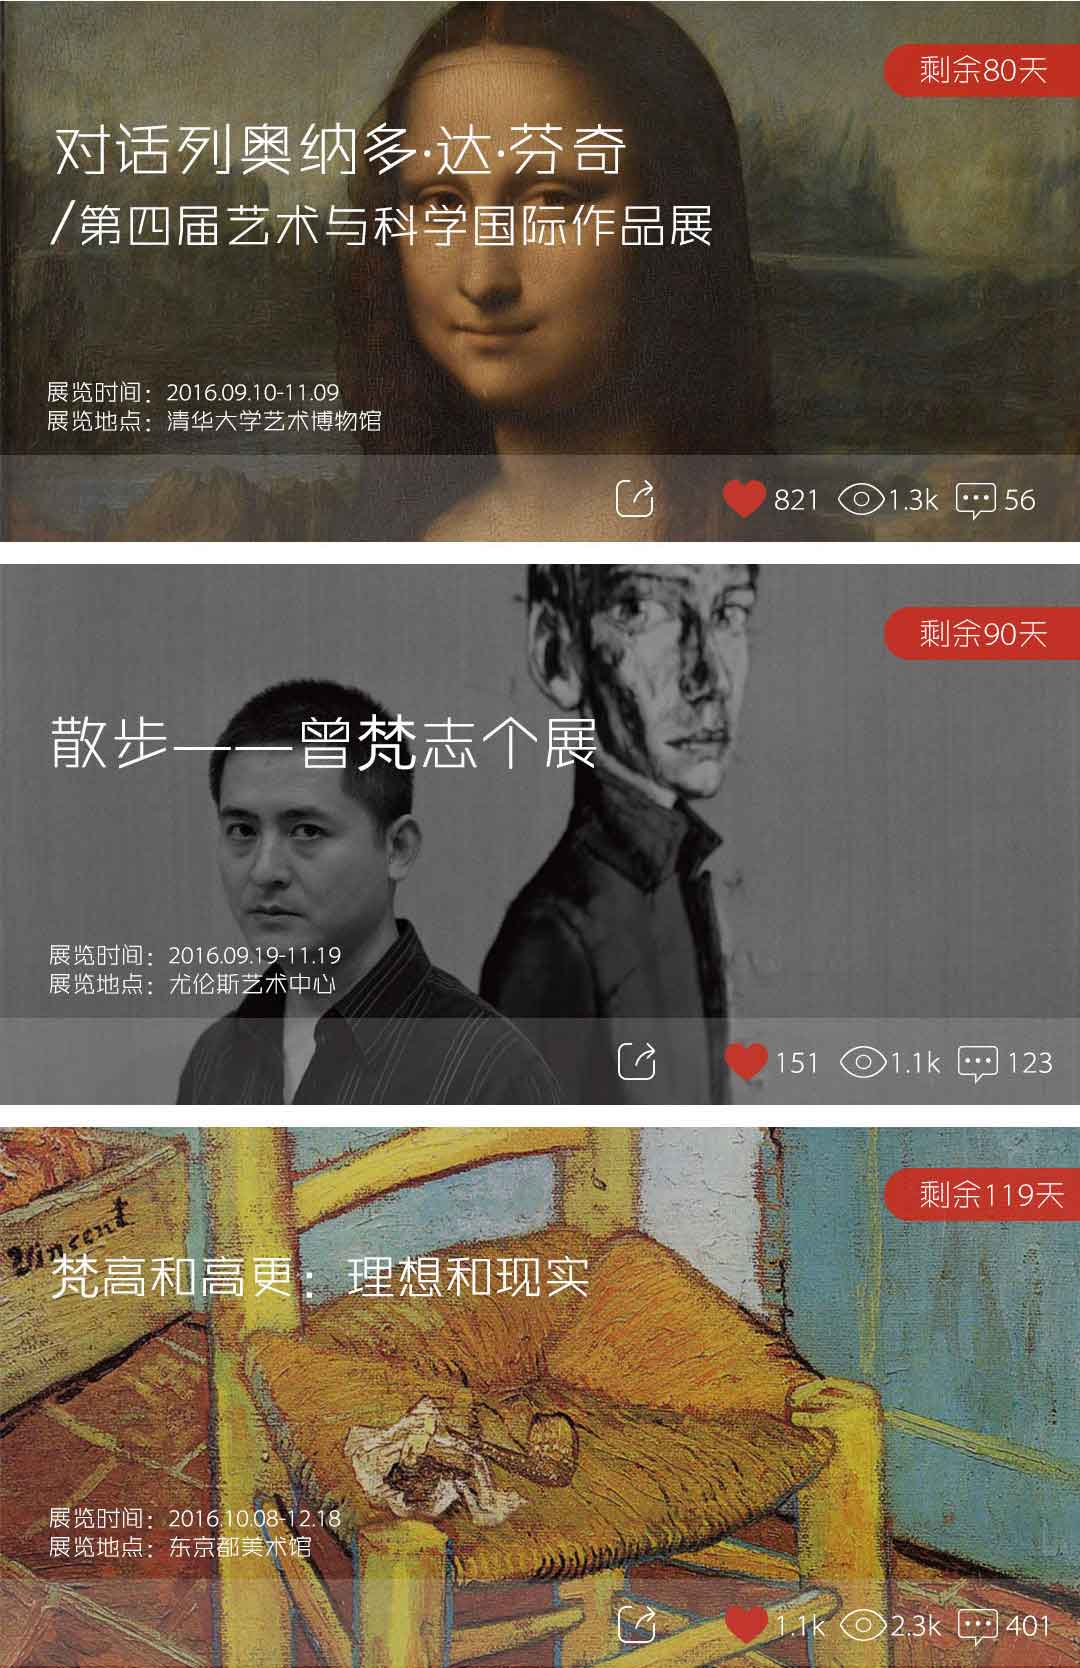 剩余80天
对话列奥纳多·达·芬奇
/第四届艺术与科学国际作品展
展览时间：2016.09.10-11.09
展览地点：清华大学艺术博物馆
821 1.3k 56
剩余90天
散步——曾梵志个展
展览时间：2016.09.19-11.19
展览地点：尤伦斯艺术中心
151 1.1k 123
剩余119天
Vincent
梵高和高更：理想和现实
展览时间：2016.10.08-12.18
展览地点：东京都美术馆
1.1k 2.3k 401